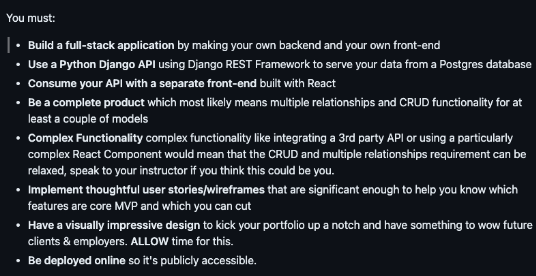 You must:
• Build a full-stack application by making your own backend and your own front-end
• Use a Python Django API using Django REST Framework to serve your data from a Postgres database
• Consume your API with a separate front-end built with React
• Be a complete product which most likely means multiple relationships and CRUD functionality for at
least a couple of models
• Complex Functionality complex functionality like integrating a 3rd party API or using a particularly
complex React Component would mean that the CRUD and multiple relationships requirement can be
relaxed, speak to your instructor if you think this could be you.
• Implement thoughtful user stories/wireframes that are significant enough to help you know which
features are core MVP and which you can cut
• Have a visually impressive design to kick your portfolio up a notch and have something to wow future
clients & employers. ALLOW time for this.
• Be deployed online so it's publicly accessible.